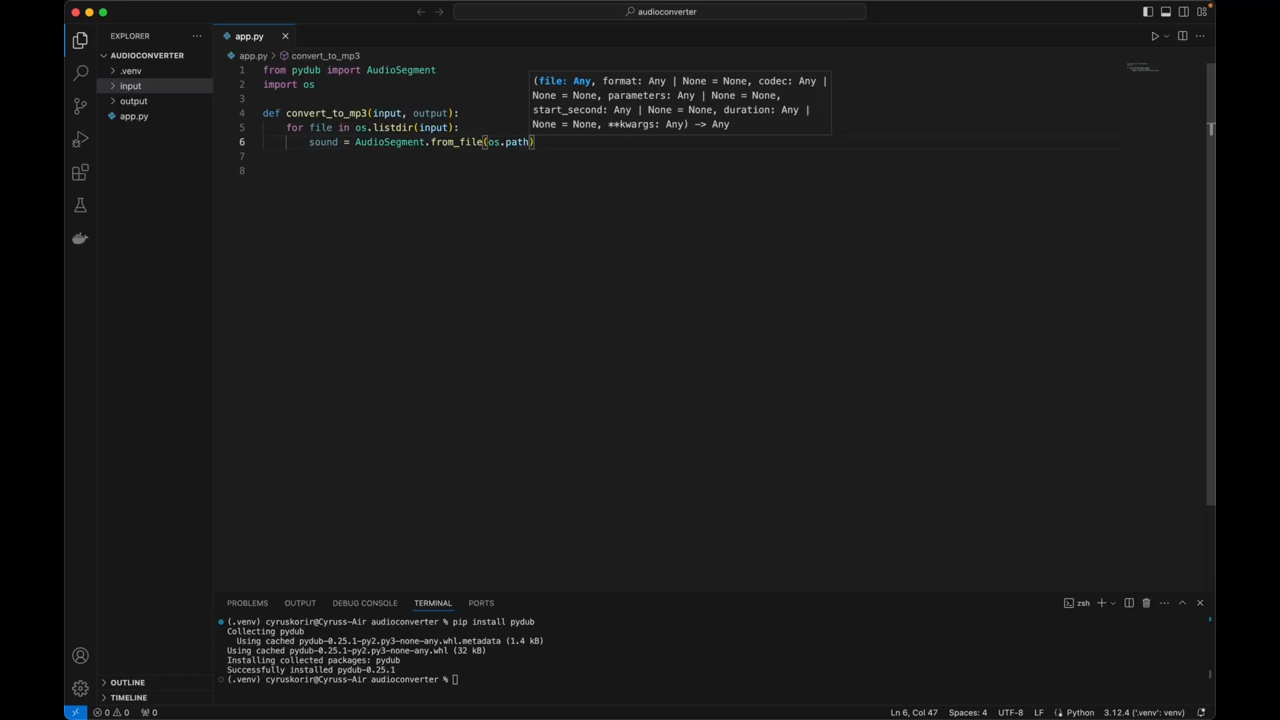 audioconverter
EXPLORER
app.py
AUDIOCONVERTER
.venv
input
output
app.py
app.py > convert_to_mp3
1 from pydub import AudioSegment
2 import os
3
4 def convert_to_mp3(input, output):
5 for file in os.listdir(input):
6 sound = AudioSegment.from_file(os.path)
7
8
(file: Any, format: Any | None = None, codec: Any |
None = None, parameters: Any | None = None,
start_second: Any | None = None, duration: Any |
None = None, **kwargs: Any) -> Any
PROBLEMS OUTPUT DEBUG CONSOLE TERMINAL PORTS
zsh
(.venv) cyruskorir@Cyruss-Air audioconverter % pip install pydub
Collecting pydub
Using cached pydub-0.25.1-py2.py3-none-any.whl.metadata (1.4 kB)
Using cached pydub-0.25.1-py2.py3-none-any.whl (32 kB)
Installing collected packages: pydub
Successfully installed pydub-0.25.1
(.venv) cyruskorir@Cyruss-Air audioconverter %
OUTLINE
TIMELINE
0 0 0
Ln 6, Col 47 Spaces: 4 UTF-8 LF Python 3.12.4 ('.venv': venv)